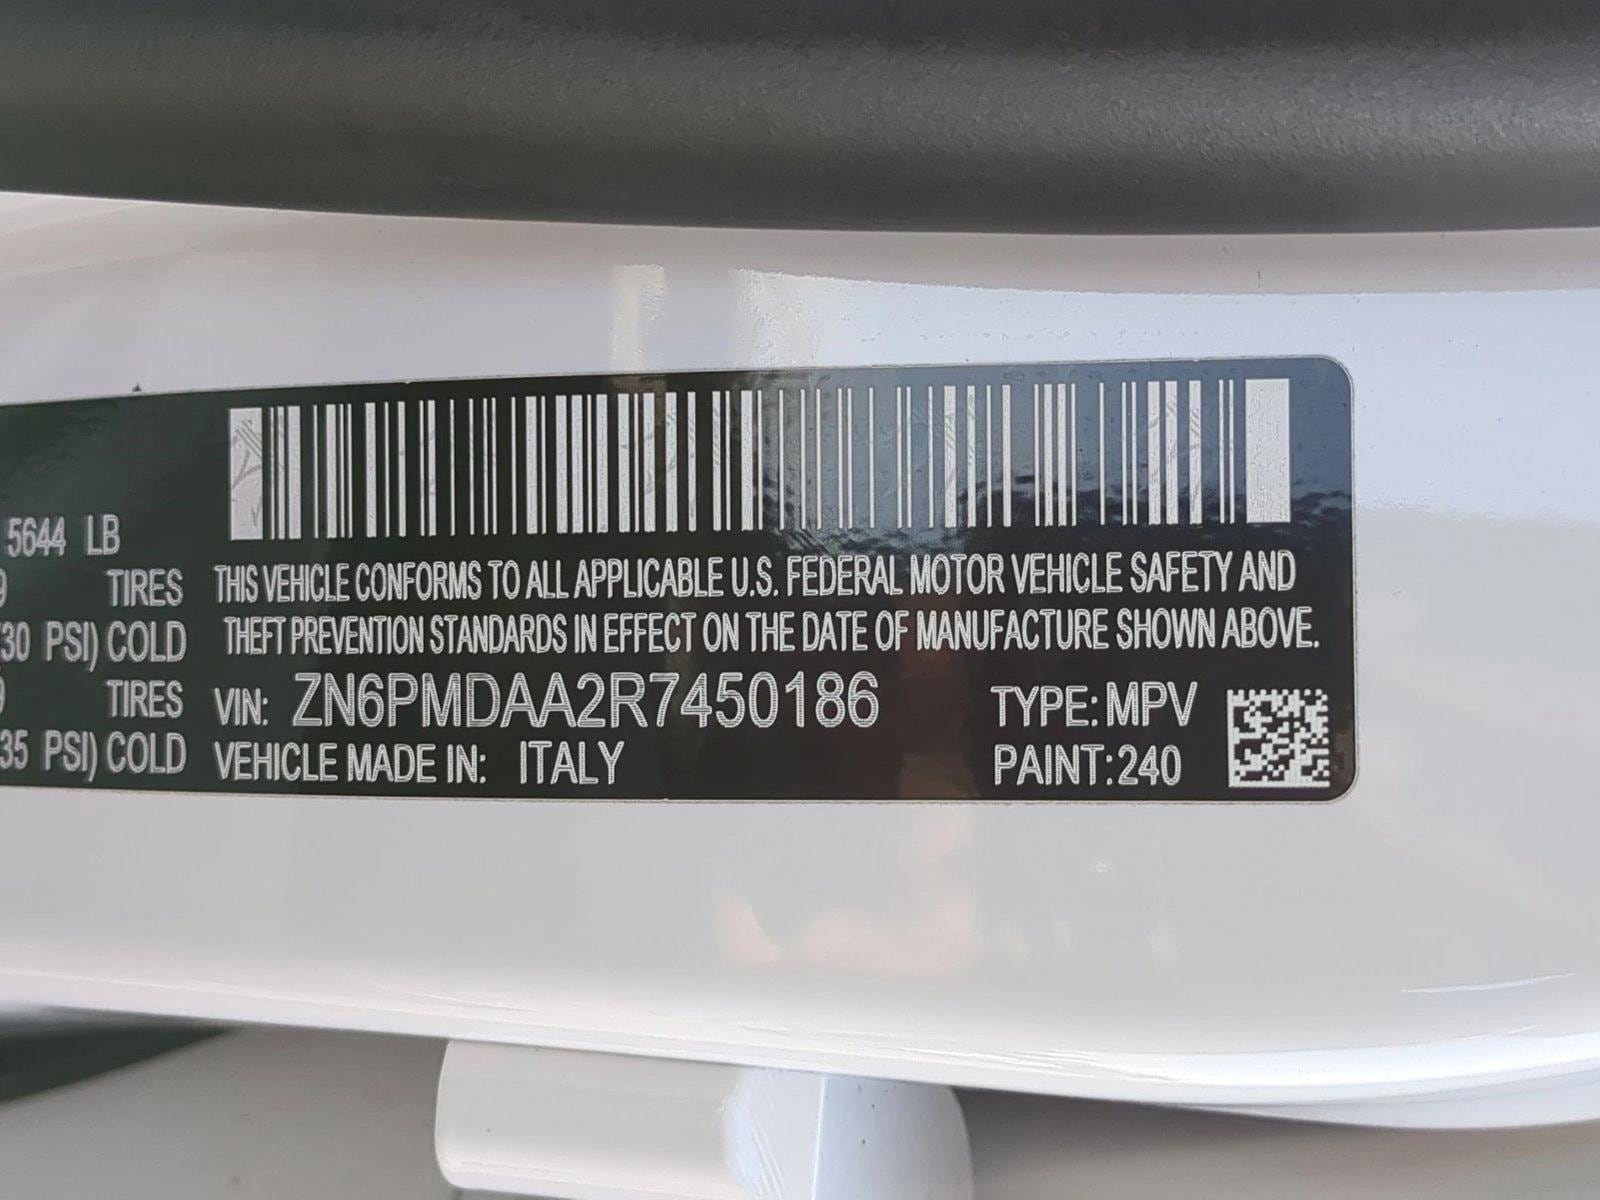 5644 LB
9 TIRES
30 PSI) COLD
9 TIRES
35 PSI) COLD
THIS VEHICLE CONFORMS TO ALL APPLICABLE U.S. FEDERAL MOTOR VEHICLE SAFETY AND
THEFT PREVENTION STANDARDS IN EFFECT ON THE DATE OF MANUFACTURE SHOWN ABOVE.
VIN: ZN6PMDAA2R7450186
VEHICLE MADE IN: ITALY
TYPE: MPV
PAINT: 240